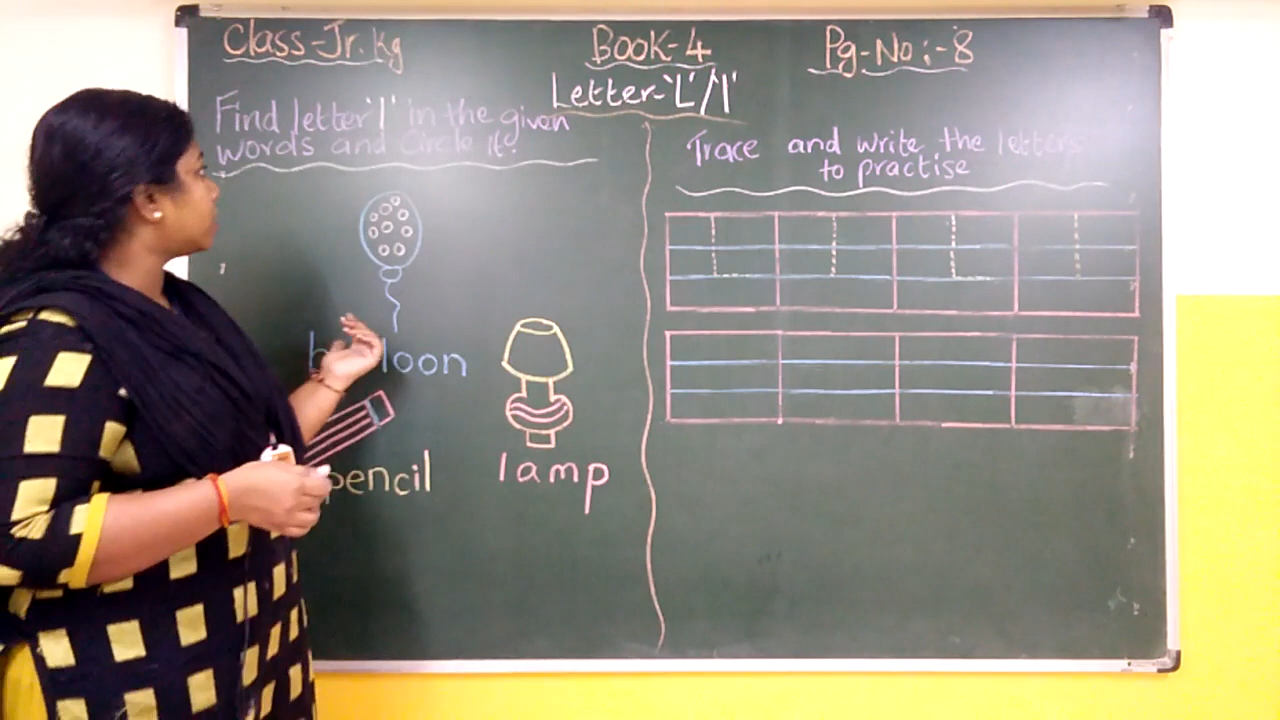 Class-Jr.Kg
Book-4
Pg-No:-8
Letter-'L'/'l'
Find letter 'l' in the given
words and Circle it?
balloon
pencil
lamp
Trace and write the letters
to practise
L l L l